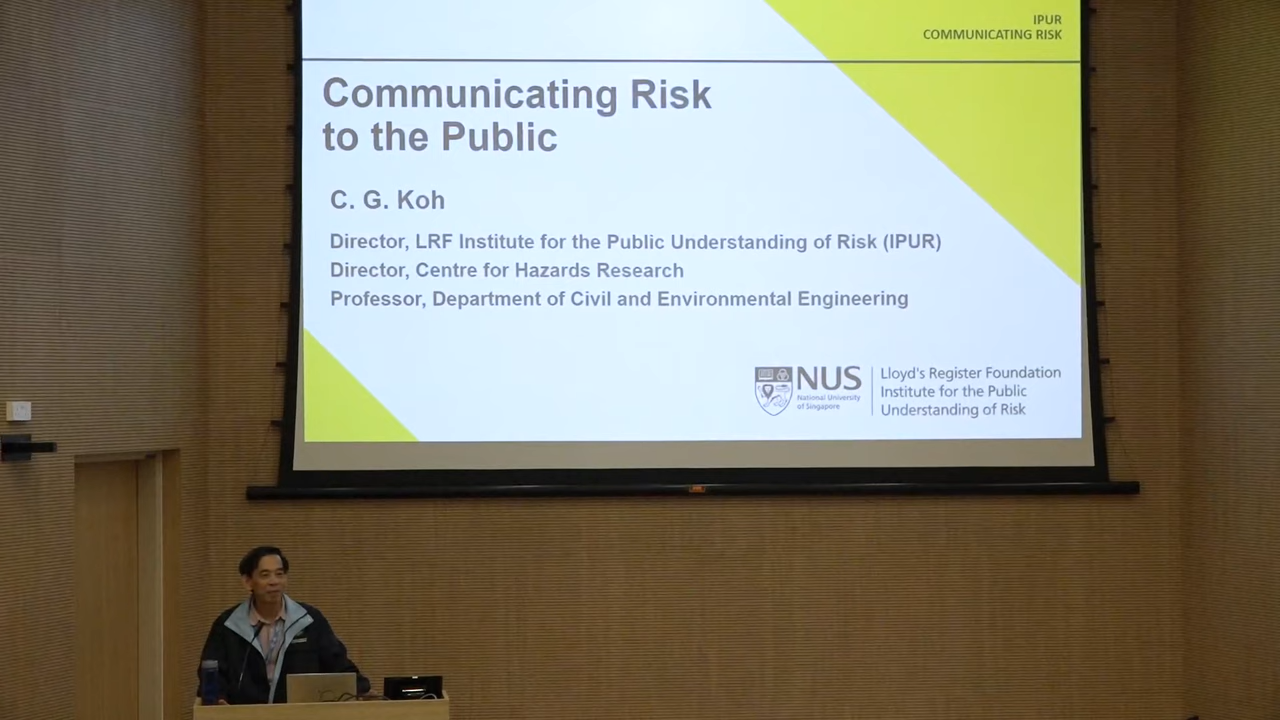 IPUR
COMMUNICATING RISK
Communicating Risk
to the Public
C. G. Koh
Director, LRF Institute for the Public Understanding of Risk (IPUR)
Director, Centre for Hazards Research
Professor, Department of Civil and Environmental Engineering
NUS
National University
of Singapore
Lloyd's Register Foundation
Institute for the Public
Understanding of Risk